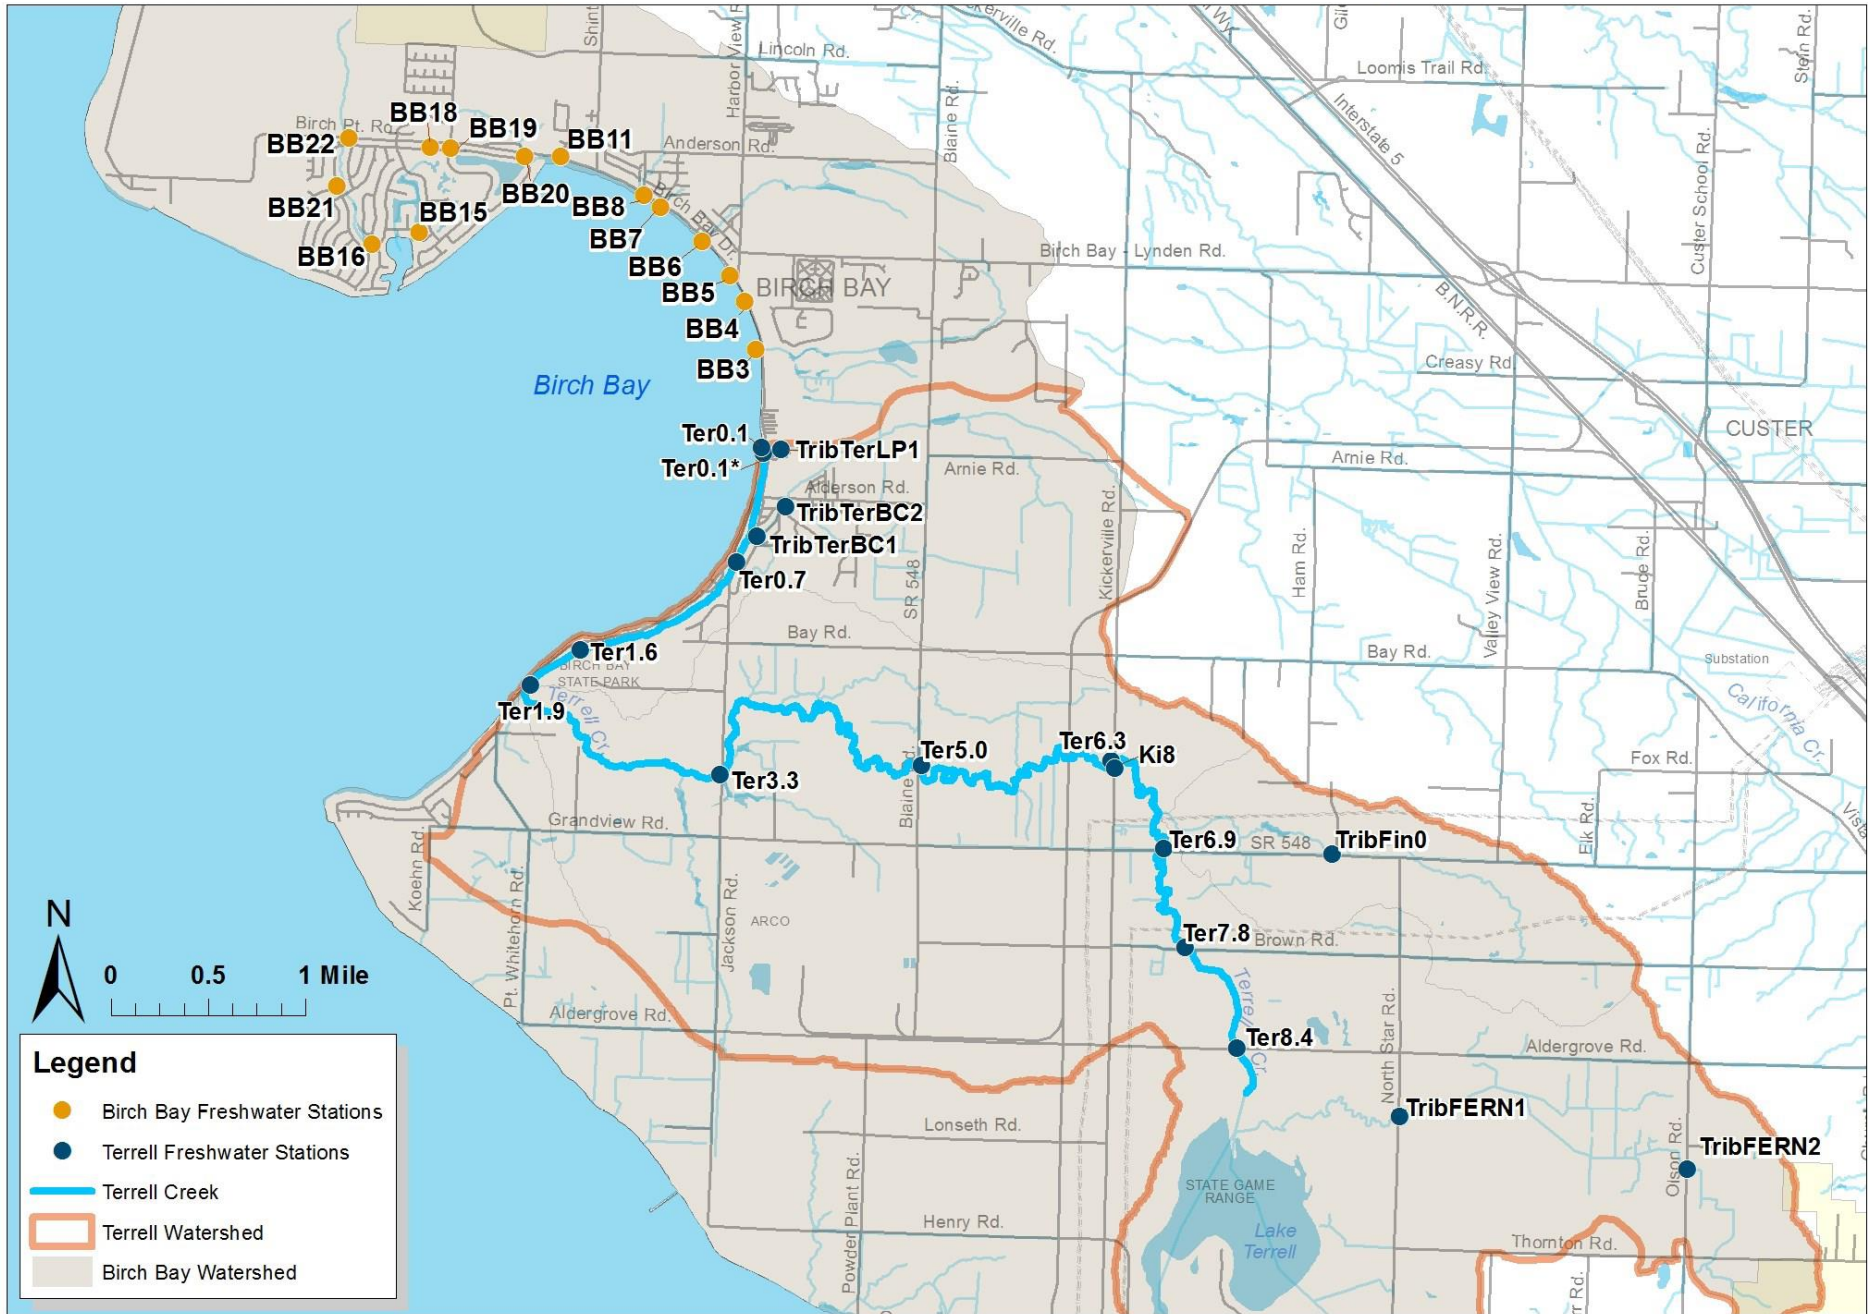 Lincoln Rd.
Loomis Trail Rd.
Interstate 5
Stein Rd.
Blaine Rd.
Custer School Rd.
Birch Pt. Rd.
BB18
BB19
BB11
Anderson Rd.
BB22
BB21
BB20
BB8
BB15
BB7
Birch Bay Dr.
BB16
BB6
Birch Bay - Lynden Rd.
BB5
BIRCH BAY
B.N.R.R.
BB4
BB3
Creasy Rd.
Birch Bay
CUSTER
Ter0.1
TribTerLP1
Ter0.1*
Arnie Rd.
Arnie Rd.
Alderson Rd.
TribTerBC2
Kickerville Rd.
TribTerBC1
Ham Rd.
Valley View Rd.
Bruce Rd.
Ter0.7
SR 548
Bay Rd.
Bay Rd.
Ter1.6
BIRCH BAY
STATE PARK
Substation
California Cr.
Ter1.9
Terrell Cr.
Ter5.0
Ter6.3
Ki8
Fox Rd.
Ter3.3
Blaine Rd.
Grandview Rd.
Ter6.9
SR 548
TribFin0
Elk Rd.
Koehn Rd.
Pt. Whitehorn Rd.
Jackson Rd.
ARCO
Ter7.8
Brown Rd.
N
0 0.5 1 Mile
Terrell Cr.
Aldergrove Rd.
Ter8.4
Aldergrove Rd.
North Star Rd.
Legend
Birch Bay Freshwater Stations
Terrell Freshwater Stations
Terrell Creek
Terrell Watershed
Birch Bay Watershed
TribFERN1
Lonseth Rd.
TribFERN2
Olson Rd.
Powder Plant Rd.
STATE GAME
RANGE
Henry Rd.
Lake
Terrell
Thornton Rd.